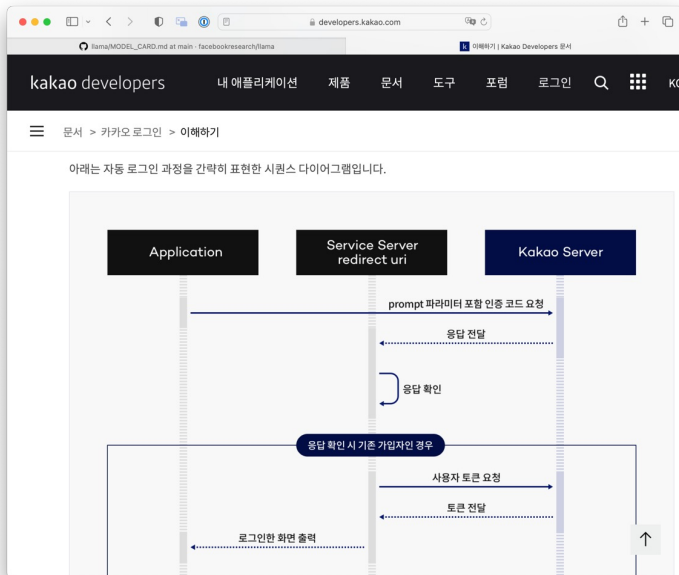 developers.kakao.com
llama/MODEL_CARD.md at main · facebookresearch/llama
k 이해하기 | Kakao Developers 문서
kakao developers 내 애플리케이션 제품 문서 도구 포럼 로그인 KO
문서 > 카카오 로그인 > 이해하기
아래는 자동 로그인 과정을 간략히 표현한 시퀀스 다이어그램입니다.
Application
Service Server
redirect uri
Kakao Server
prompt 파라미터 포함 인증 코드 요청
응답 전달
응답 확인
응답 확인 시 기존 가입자인 경우
사용자 토큰 요청
토큰 전달
로그인한 화면 출력